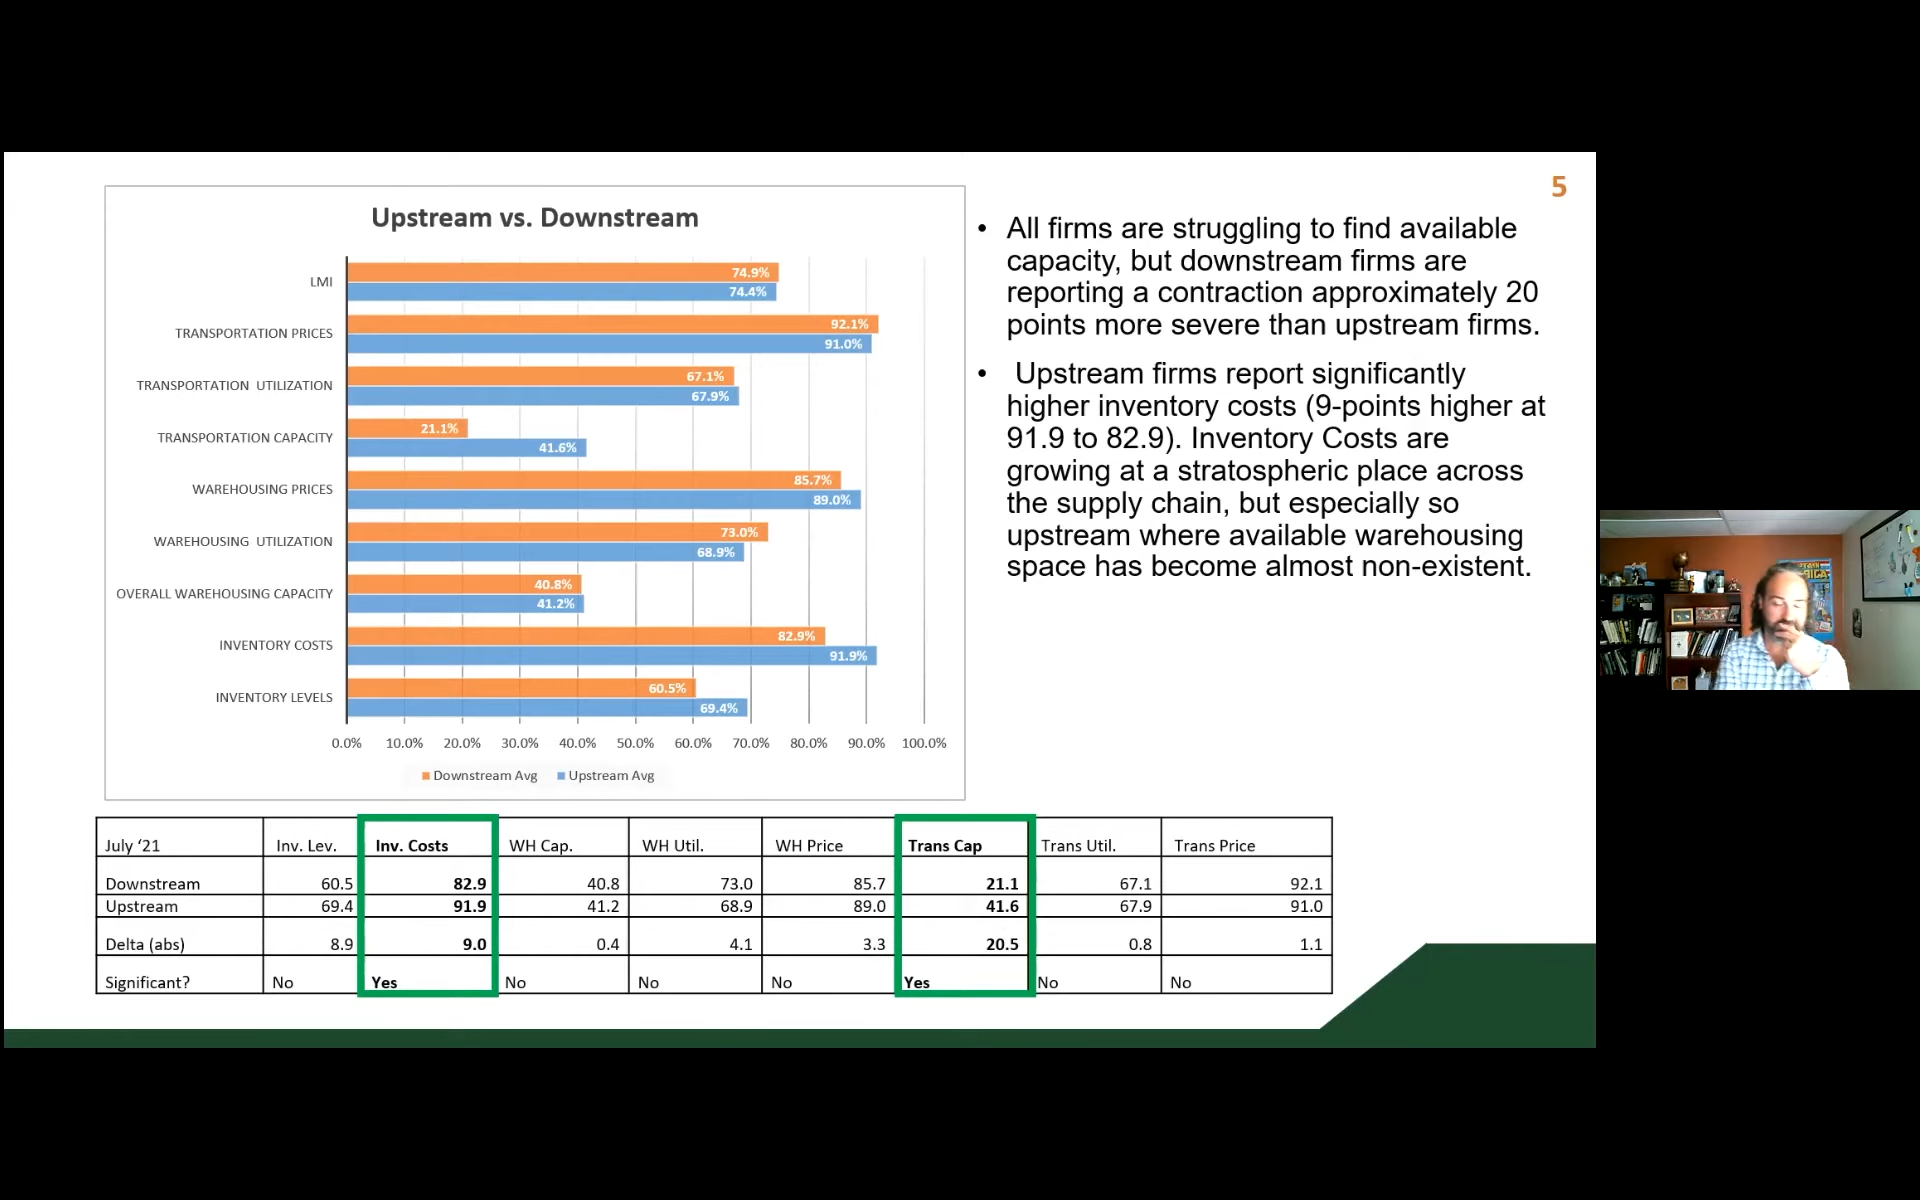 5
Upstream vs. Downstream
LMI
74.9%
74.4%
TRANSPORTATION PRICES
92.1%
91.0%
TRANSPORTATION UTILIZATION
67.1%
67.9%
TRANSPORTATION CAPACITY
21.1%
41.6%
WAREHOUSING PRICES
85.7%
89.0%
WAREHOUSING UTILIZATION
73.0%
68.9%
OVERALL WAREHOUSING CAPACITY
40.8%
41.2%
INVENTORY COSTS
82.9%
91.9%
INVENTORY LEVELS
60.5%
69.4%
0.0% 10.0% 20.0% 30.0% 40.0% 50.0% 60.0% 70.0% 80.0% 90.0% 100.0%
Downstream Avg Upstream Avg
• All firms are struggling to find available
capacity, but downstream firms are
reporting a contraction approximately 20
points more severe than upstream firms.
• Upstream firms report significantly
higher inventory costs (9-points higher at
91.9 to 82.9). Inventory Costs are
growing at a stratospheric place across
the supply chain, but especially so
upstream where available warehousing
space has become almost non-existent.
July ‘21 Inv. Lev. Inv. Costs WH Cap. WH Util. WH Price Trans Cap Trans Util. Trans Price
Downstream 60.5 82.9 40.8 73.0 85.7 21.1 67.1 92.1
Upstream 69.4 91.9 41.2 68.9 89.0 41.6 67.9 91.0
Delta (abs) 8.9 9.0 0.4 4.1 3.3 20.5 0.8 1.1
Significant? No Yes No No No Yes No No